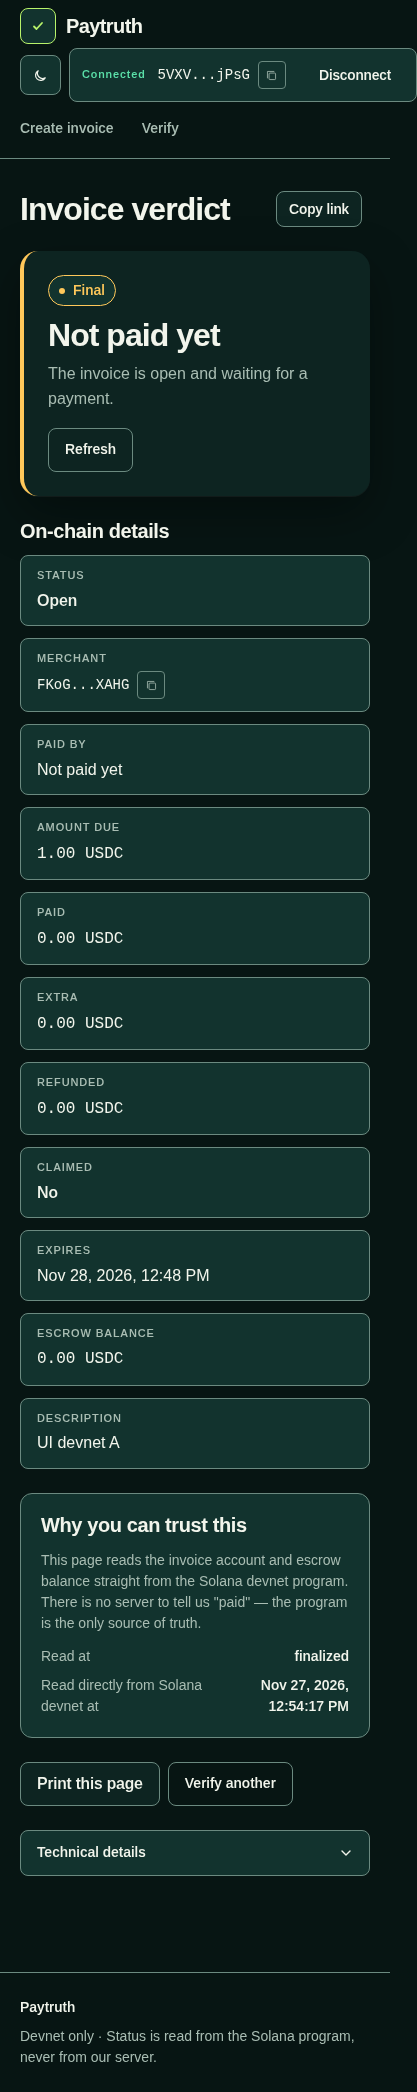 Paytruth
Connected 5VXV...jPsG Disconnect
Create invoice Verify
Invoice verdict Copy link
Final
Not paid yet
The invoice is open and waiting for a
payment.
Refresh
On-chain details
STATUS
Open
MERCHANT
FKoG...XAHG
PAID BY
Not paid yet
AMOUNT DUE
1.00 USDC
PAID
0.00 USDC
EXTRA
0.00 USDC
REFUNDED
0.00 USDC
CLAIMED
No
EXPIRES
Nov 28, 2026, 12:48 PM
ESCROW BALANCE
0.00 USDC
DESCRIPTION
UI devnet A
Why you can trust this
This page reads the invoice account and escrow
balance straight from the Solana devnet program.
There is no server to tell us "paid" — the program
is the only source of truth.
Read at finalized
Read directly from Solana Nov 27, 2026,
devnet at 12:54:17 PM
Print this page Verify another
Technical details
Paytruth
Devnet only · Status is read from the Solana program,
never from our server.